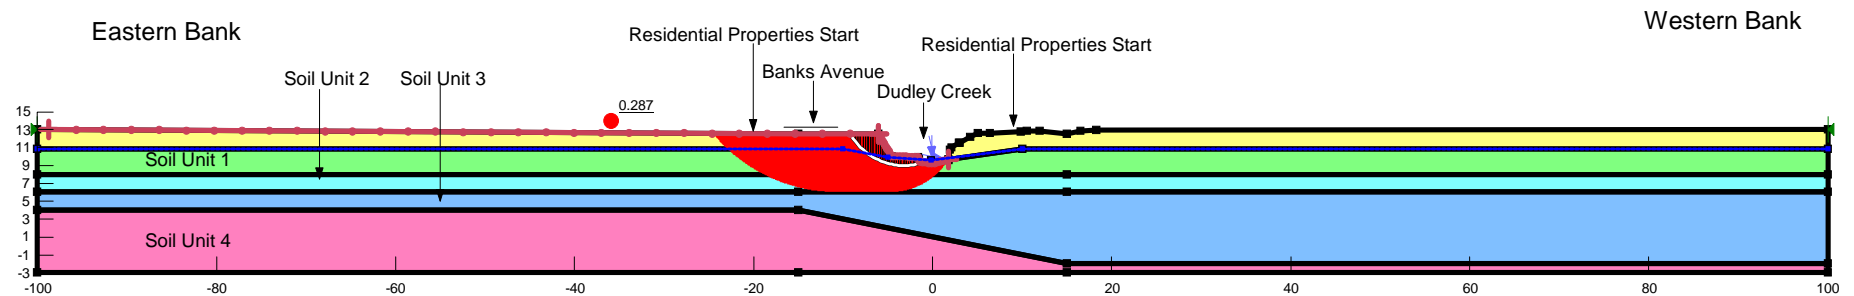 Eastern Bank
Western Bank
Residential Properties Start
Residential Properties Start
Banks Avenue
Soil Unit 2
Soil Unit 3
Dudley Creek
0.287
15
13
11
9
7
5
3
1
-1
-3
Soil Unit 1
Soil Unit 4
-100
-80
-60
-40
-20
0
20
40
60
80
100